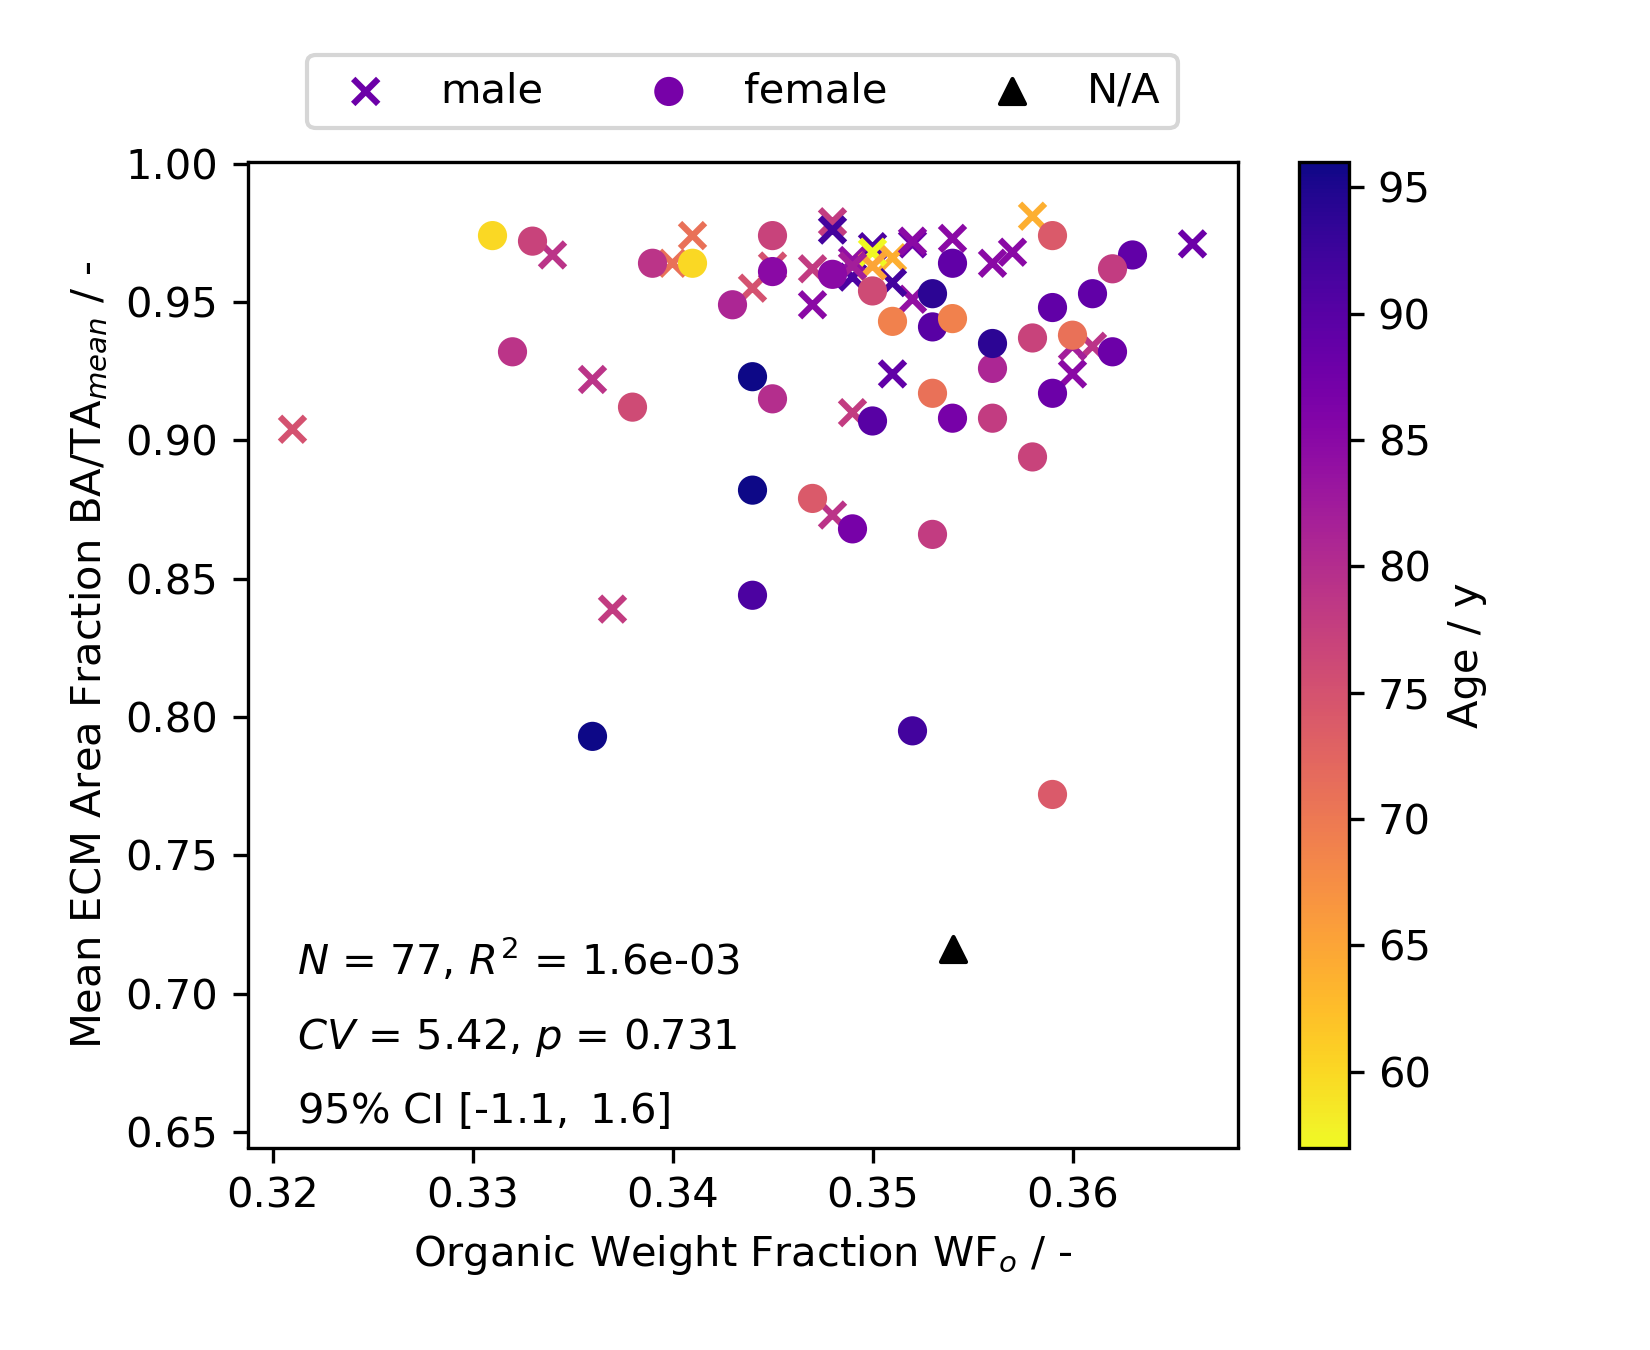 male female N/A
1.00
0.95
0.90
0.85
0.80
0.75
0.70
0.65
Mean ECM Area Fraction BA/TA_mean / -
N = 77, R² = 1.6e-03
CV = 5.42, p = 0.731
95% CI [-1.1, 1.6]
0.32 0.33 0.34 0.35 0.36
Organic Weight Fraction WF_o / -
95
90
85
80
75
70
65
60
Age / y